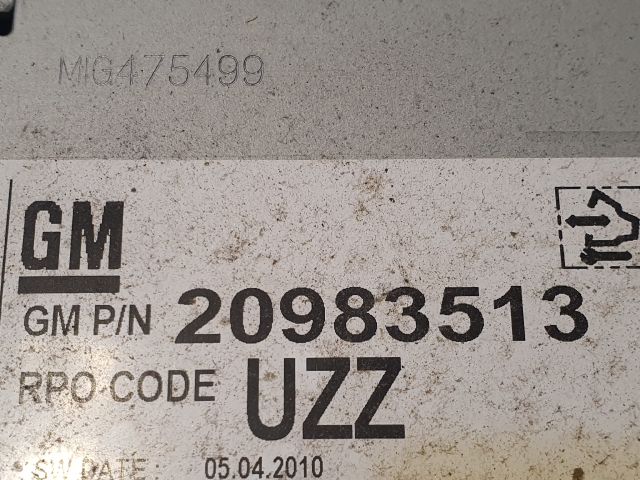 MIG475499
GM
GM P/N 20983513
RPO CODE UZZ
SW DATE: 05.04.2010